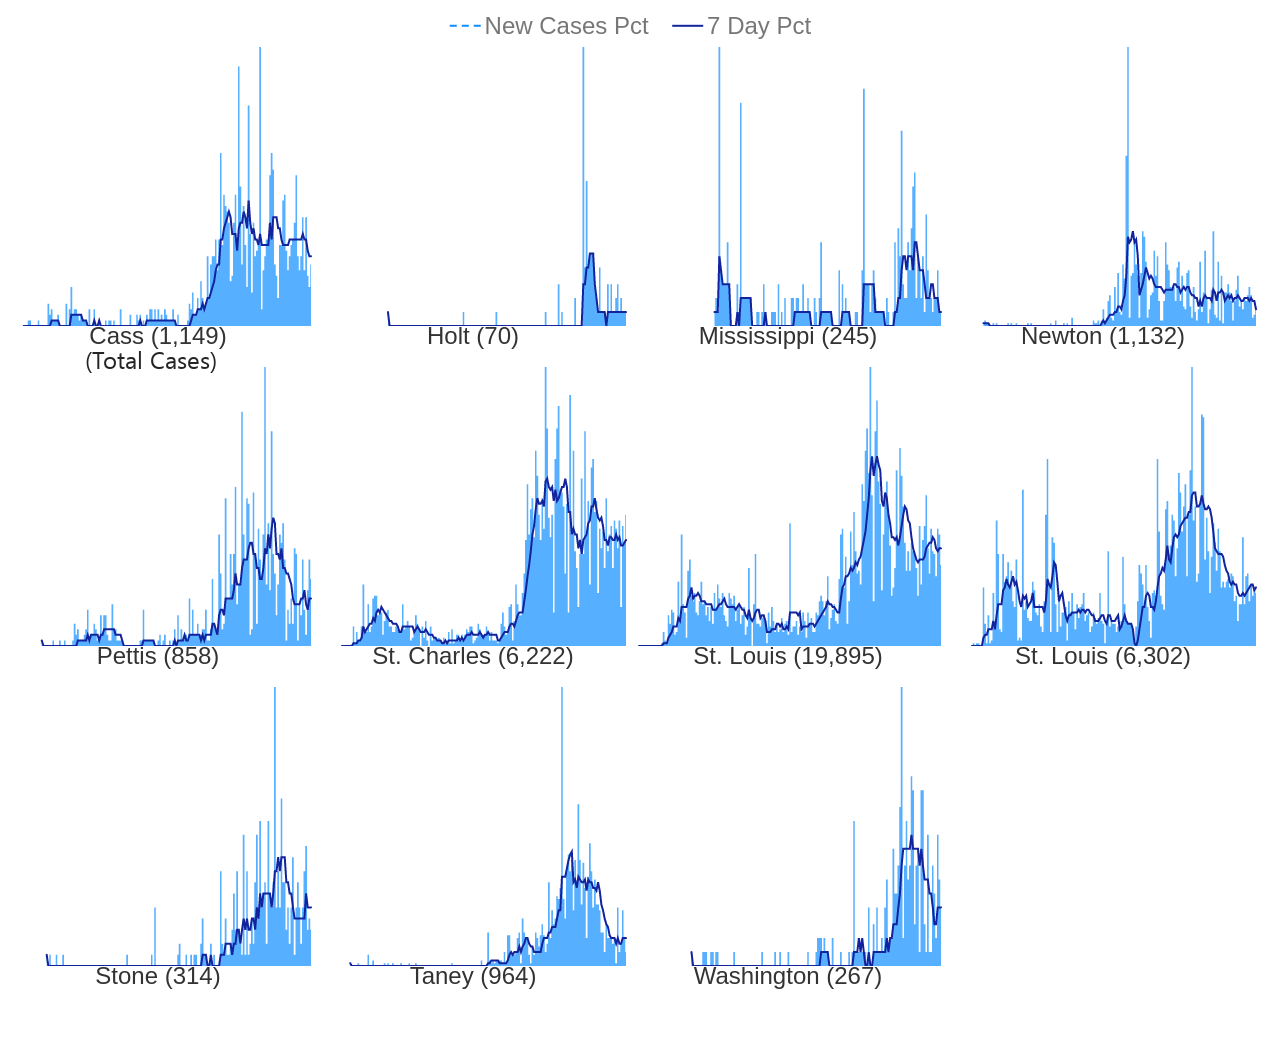 New Cases Pct 7 Day Pct
Cass (1,149) Holt (70) Mississippi (245) Newton (1,132)
(Total Cases)
Pettis (858) St. Charles (6,222) St. Louis (19,895) St. Louis (6,302)
Stone (314) Taney (964) Washington (267)